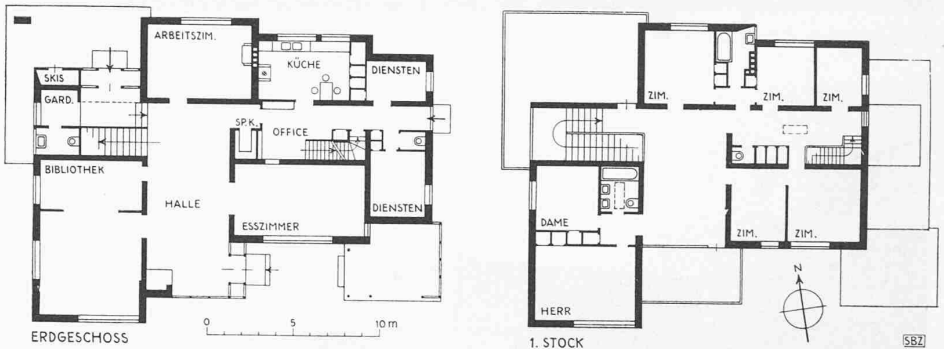 ARBEITSZIM.
KÜCHE
DIENSTEN
SKIS
GARD.
SP.K.
OFFICE
BIBLIOTHEK
HALLE
ESSZIMMER
DIENSTEN
ERDGESCHOSS
0 5 10 m
ZIM.
ZIM.
ZIM.
DAME
ZIM.
ZIM.
HERR
1. STOCK
N
SBZ